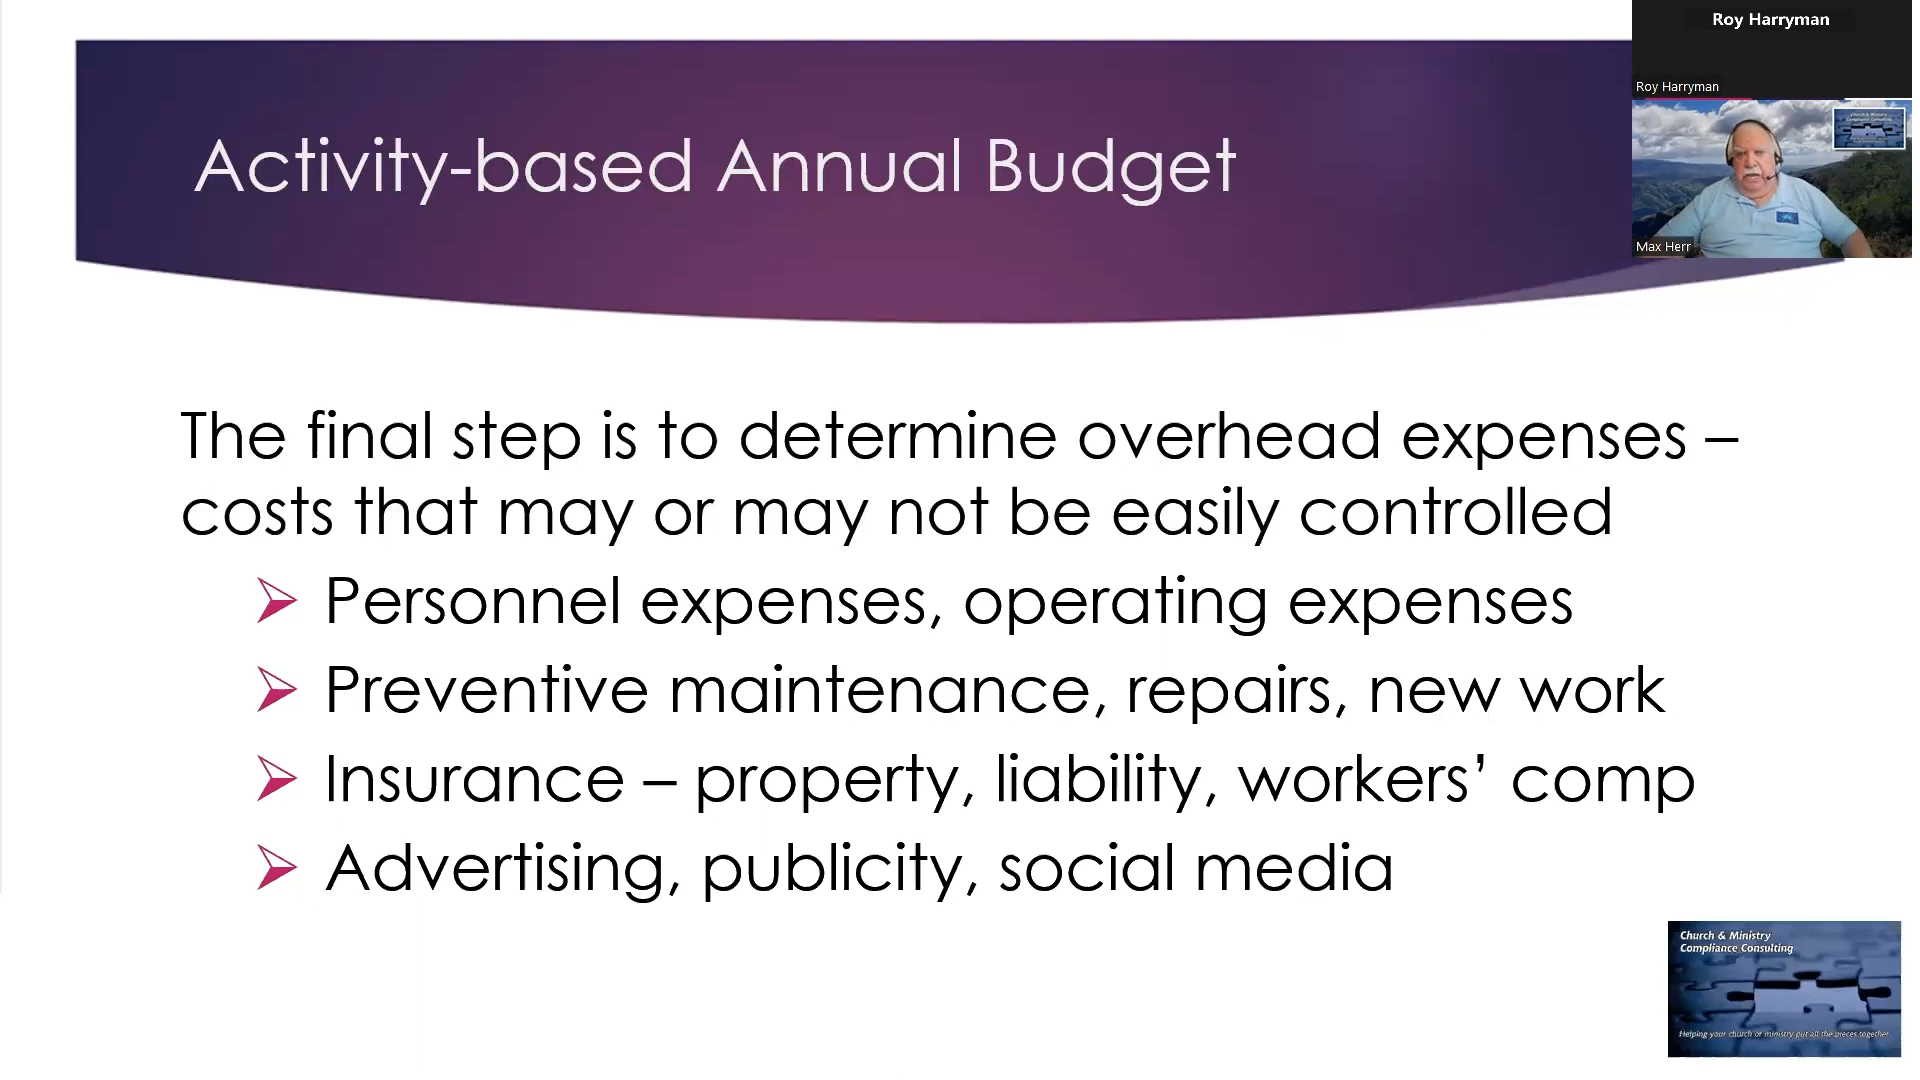 Roy Harryman
Roy Harryman
Max Herr
Activity-based Annual Budget
The final step is to determine overhead expenses –
costs that may or may not be easily controlled
Personnel expenses, operating expenses
Preventive maintenance, repairs, new work
Insurance – property, liability, workers’ comp
Advertising, publicity, social media
Church & Ministry
Compliance Consulting
Helping your church or ministry put all the pieces together